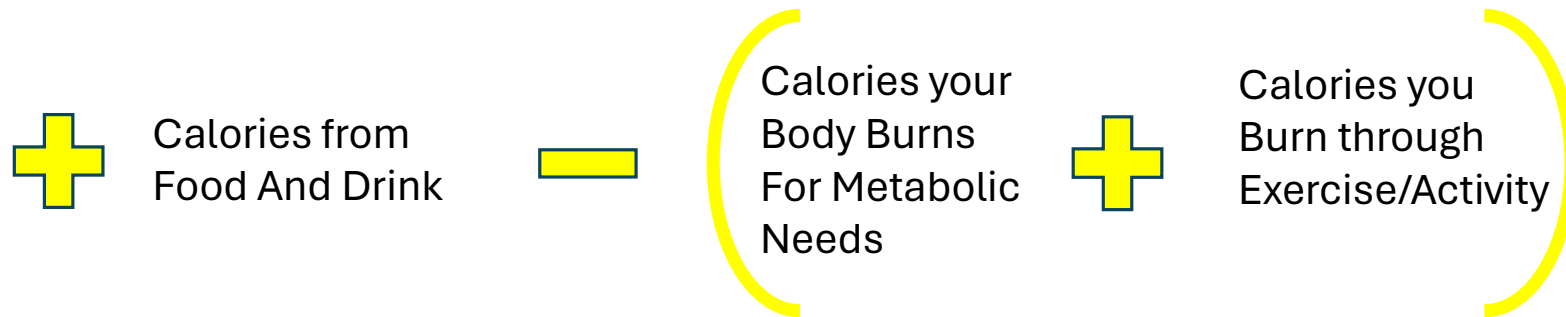 Calories from
Food And Drink
Calories your
Body Burns
For Metabolic
Needs
Calories you
Burn through
Exercise/Activity